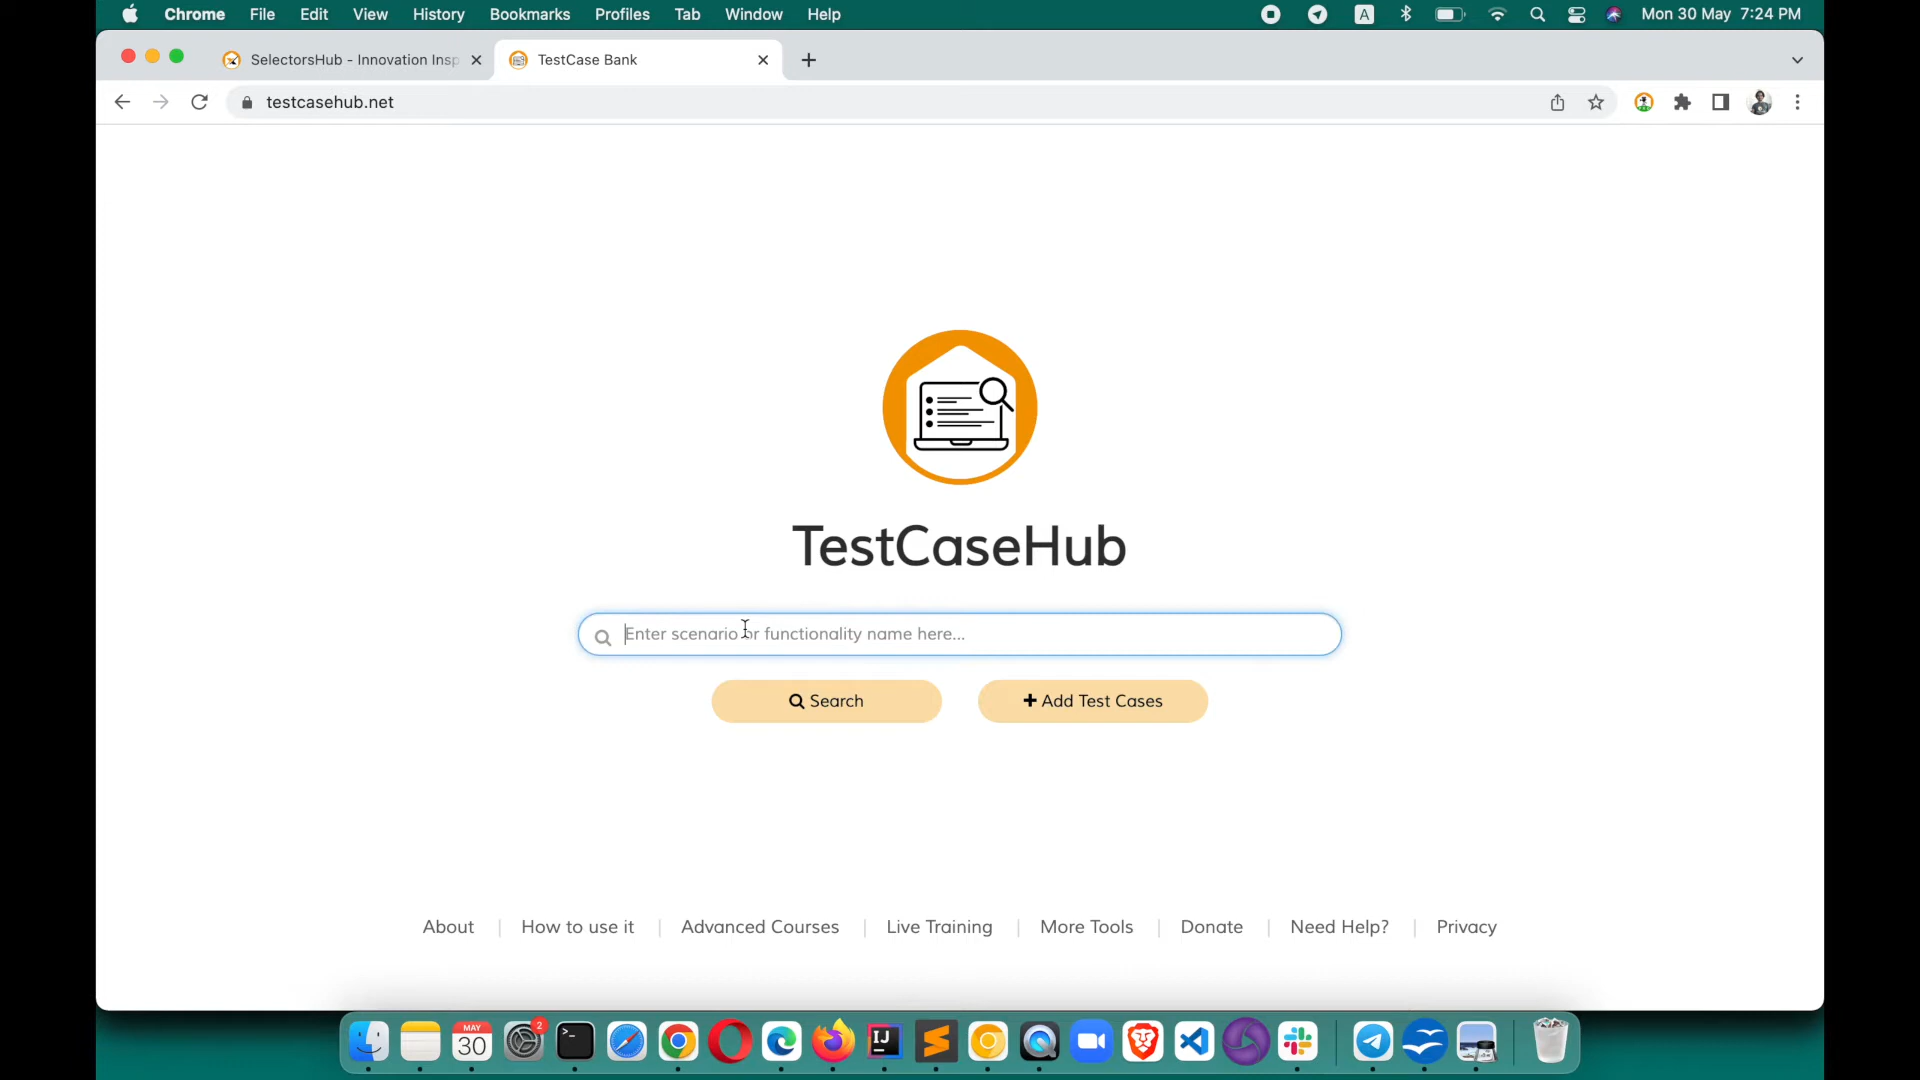 Chrome File Edit View History Bookmarks Profiles Tab Window Help A Mon 30 May 7:24 PM
SelectorsHub - Innovation Insp TestCase Bank
testcasehub.net
TestCaseHub
Enter scenario or functionality name here...
Search Add Test Cases
About | How to use it | Advanced Courses | Live Training | More Tools | Donate | Need Help? | Privacy
MAY 30 2 >_ IJ